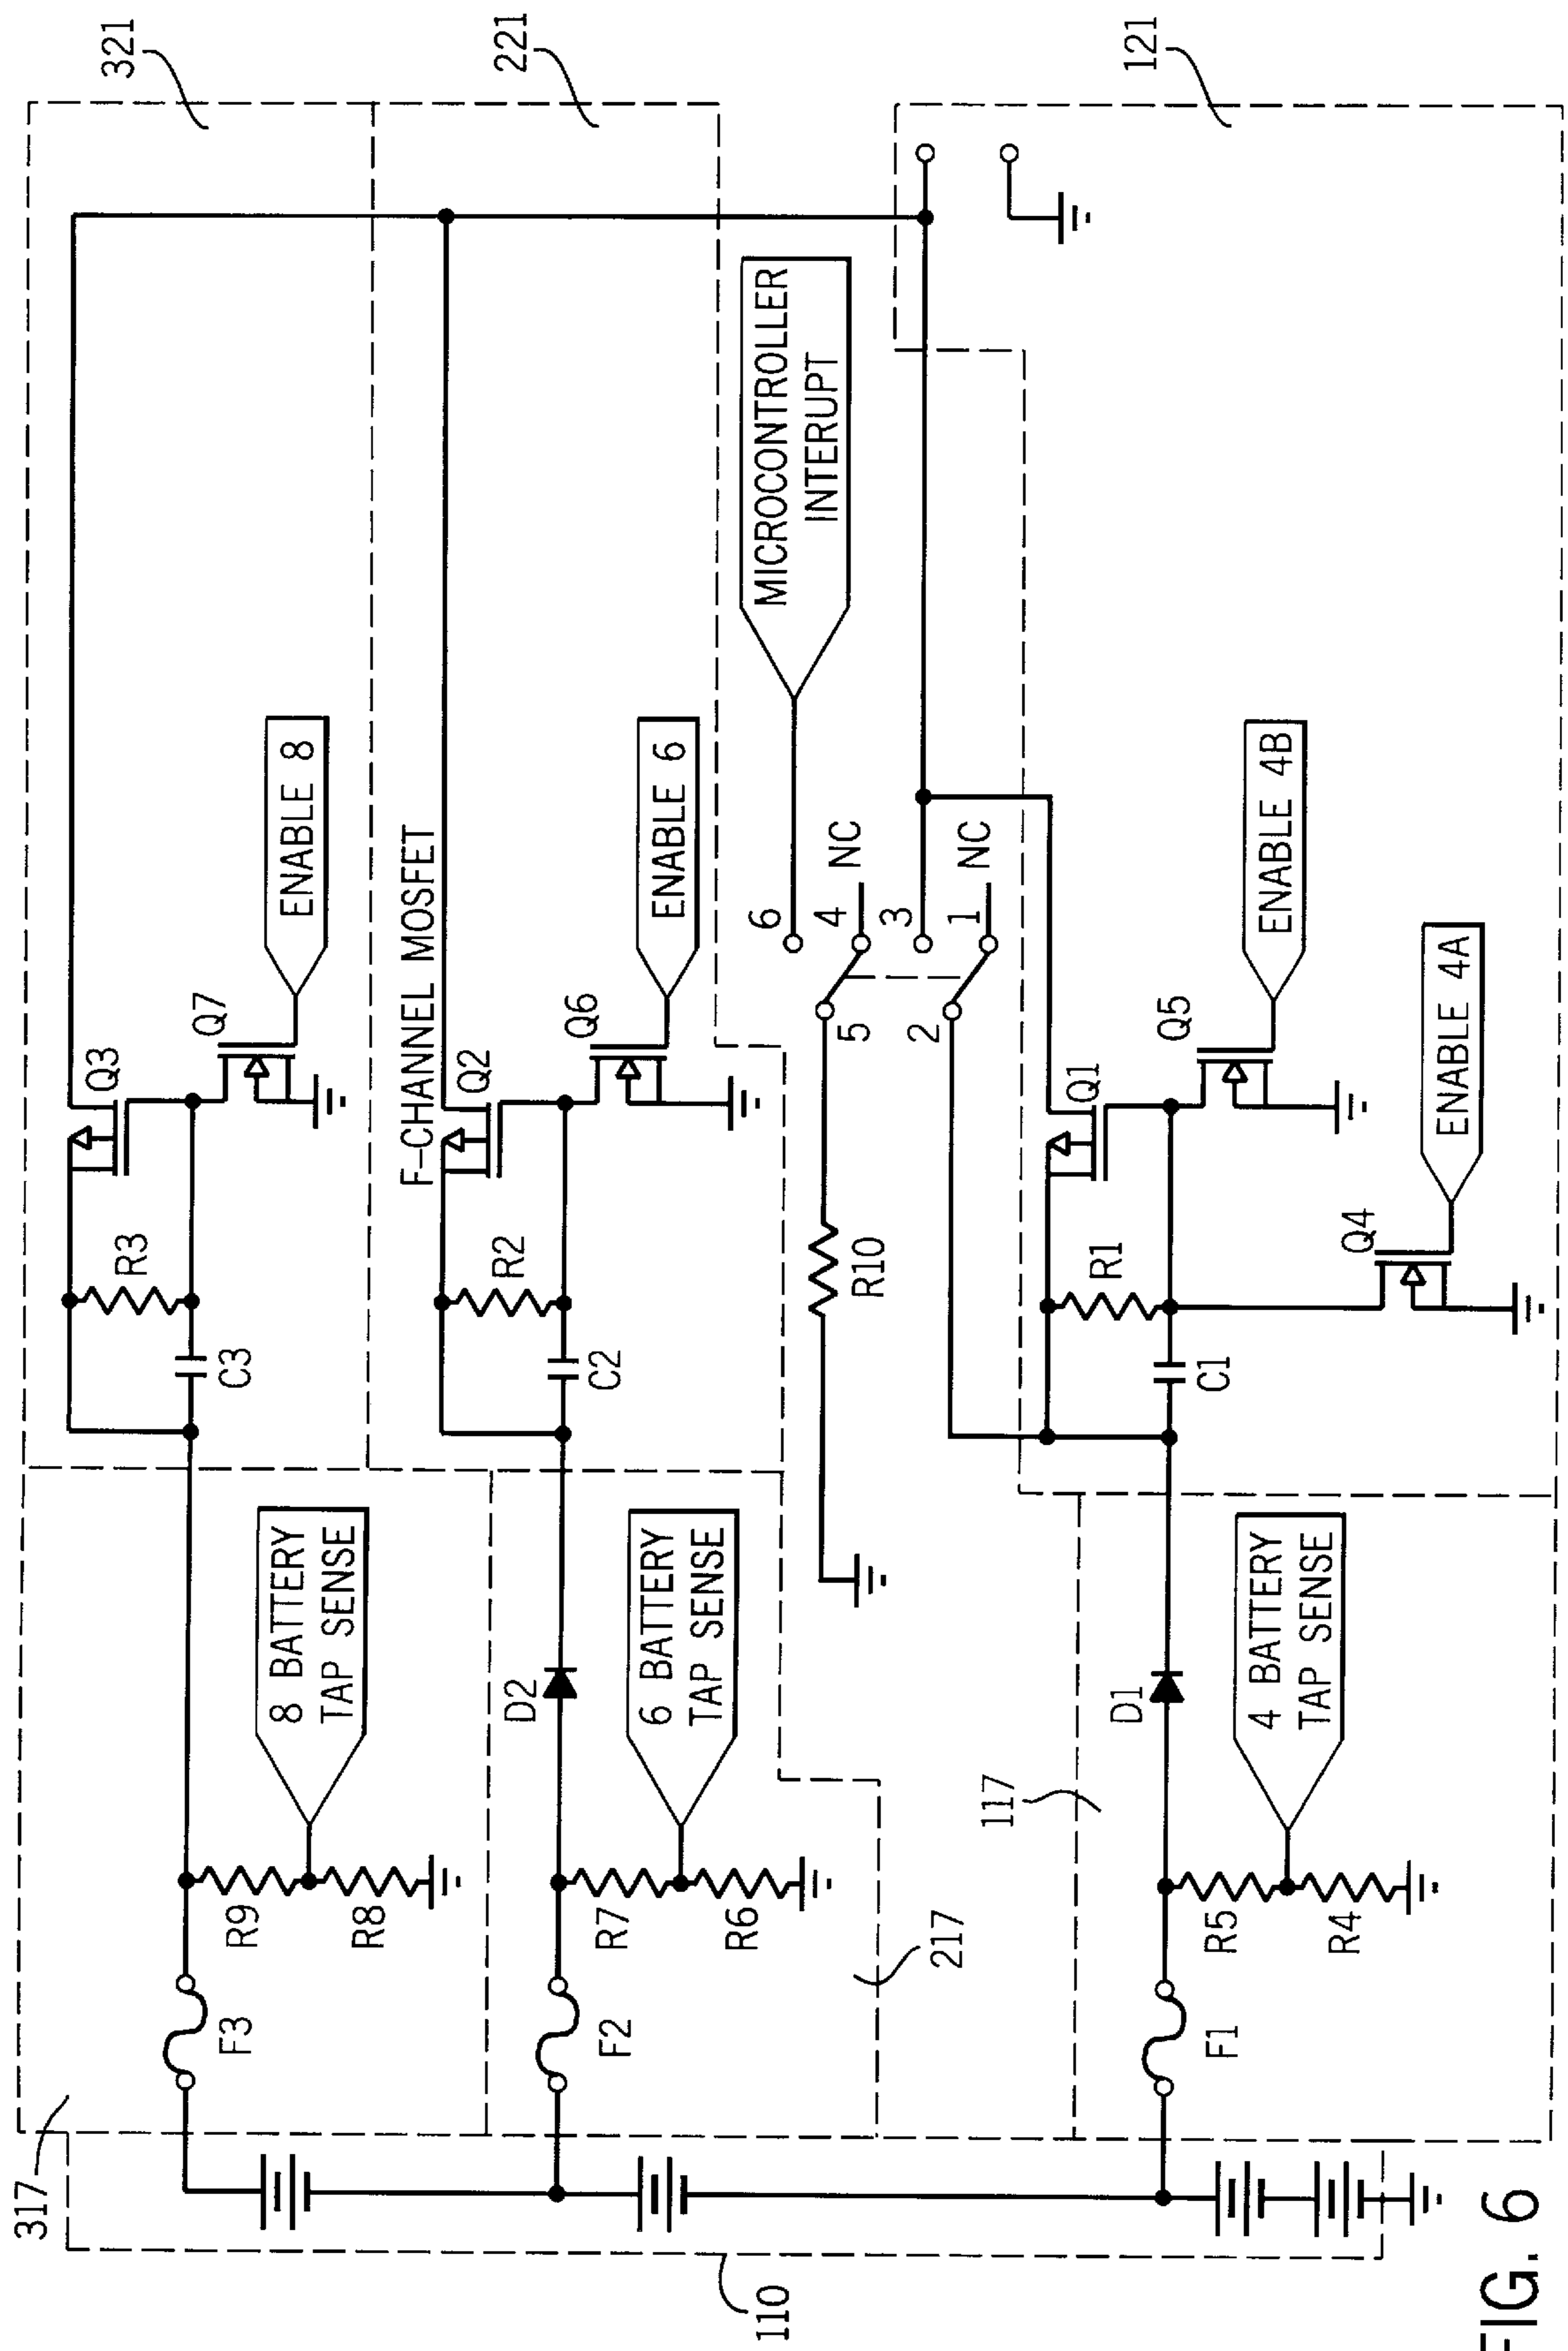 321
221
121
Q3
Q7
ENABLE 8
R3
C3
F-CHANNEL MOSFET
Q2
Q6
ENABLE 6
R2
C2
MICROCONTROLLER
INTERUPT
6
4 NC
3
1 NC
5
2
R10
Q1
Q5
ENABLE 4B
R1
C1
Q4
ENABLE 4A
8 BATTERY
TAP SENSE
R9
R8
F3
317
D2
6 BATTERY
TAP SENSE
R7
R6
F2
217
117
D1
4 BATTERY
TAP SENSE
R5
R4
F1
110
FIG. 6